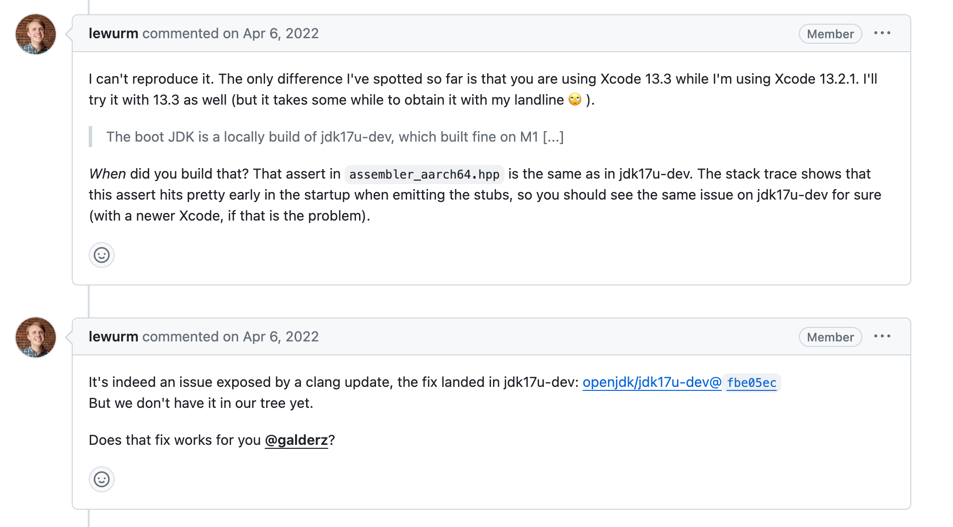 lewurm commented on Apr 6, 2022 Member ...
I can't reproduce it. The only difference I've spotted so far is that you are using Xcode 13.3 while I'm using Xcode 13.2.1. I'll
try it with 13.3 as well (but it takes some while to obtain it with my landline 🙄 ).
The boot JDK is a locally build of jdk17u-dev, which built fine on M1 [...]
When did you build that? That assert in assembler_aarch64.hpp is the same as in jdk17u-dev. The stack trace shows that
this assert hits pretty early in the startup when emitting the stubs, so you should see the same issue on jdk17u-dev for sure
(with a newer Xcode, if that is the problem).
lewurm commented on Apr 6, 2022 Member ...
It's indeed an issue exposed by a clang update, the fix landed in jdk17u-dev: openjdk/jdk17u-dev@ fbe05ec
But we don't have it in our tree yet.
Does that fix works for you @galderz?